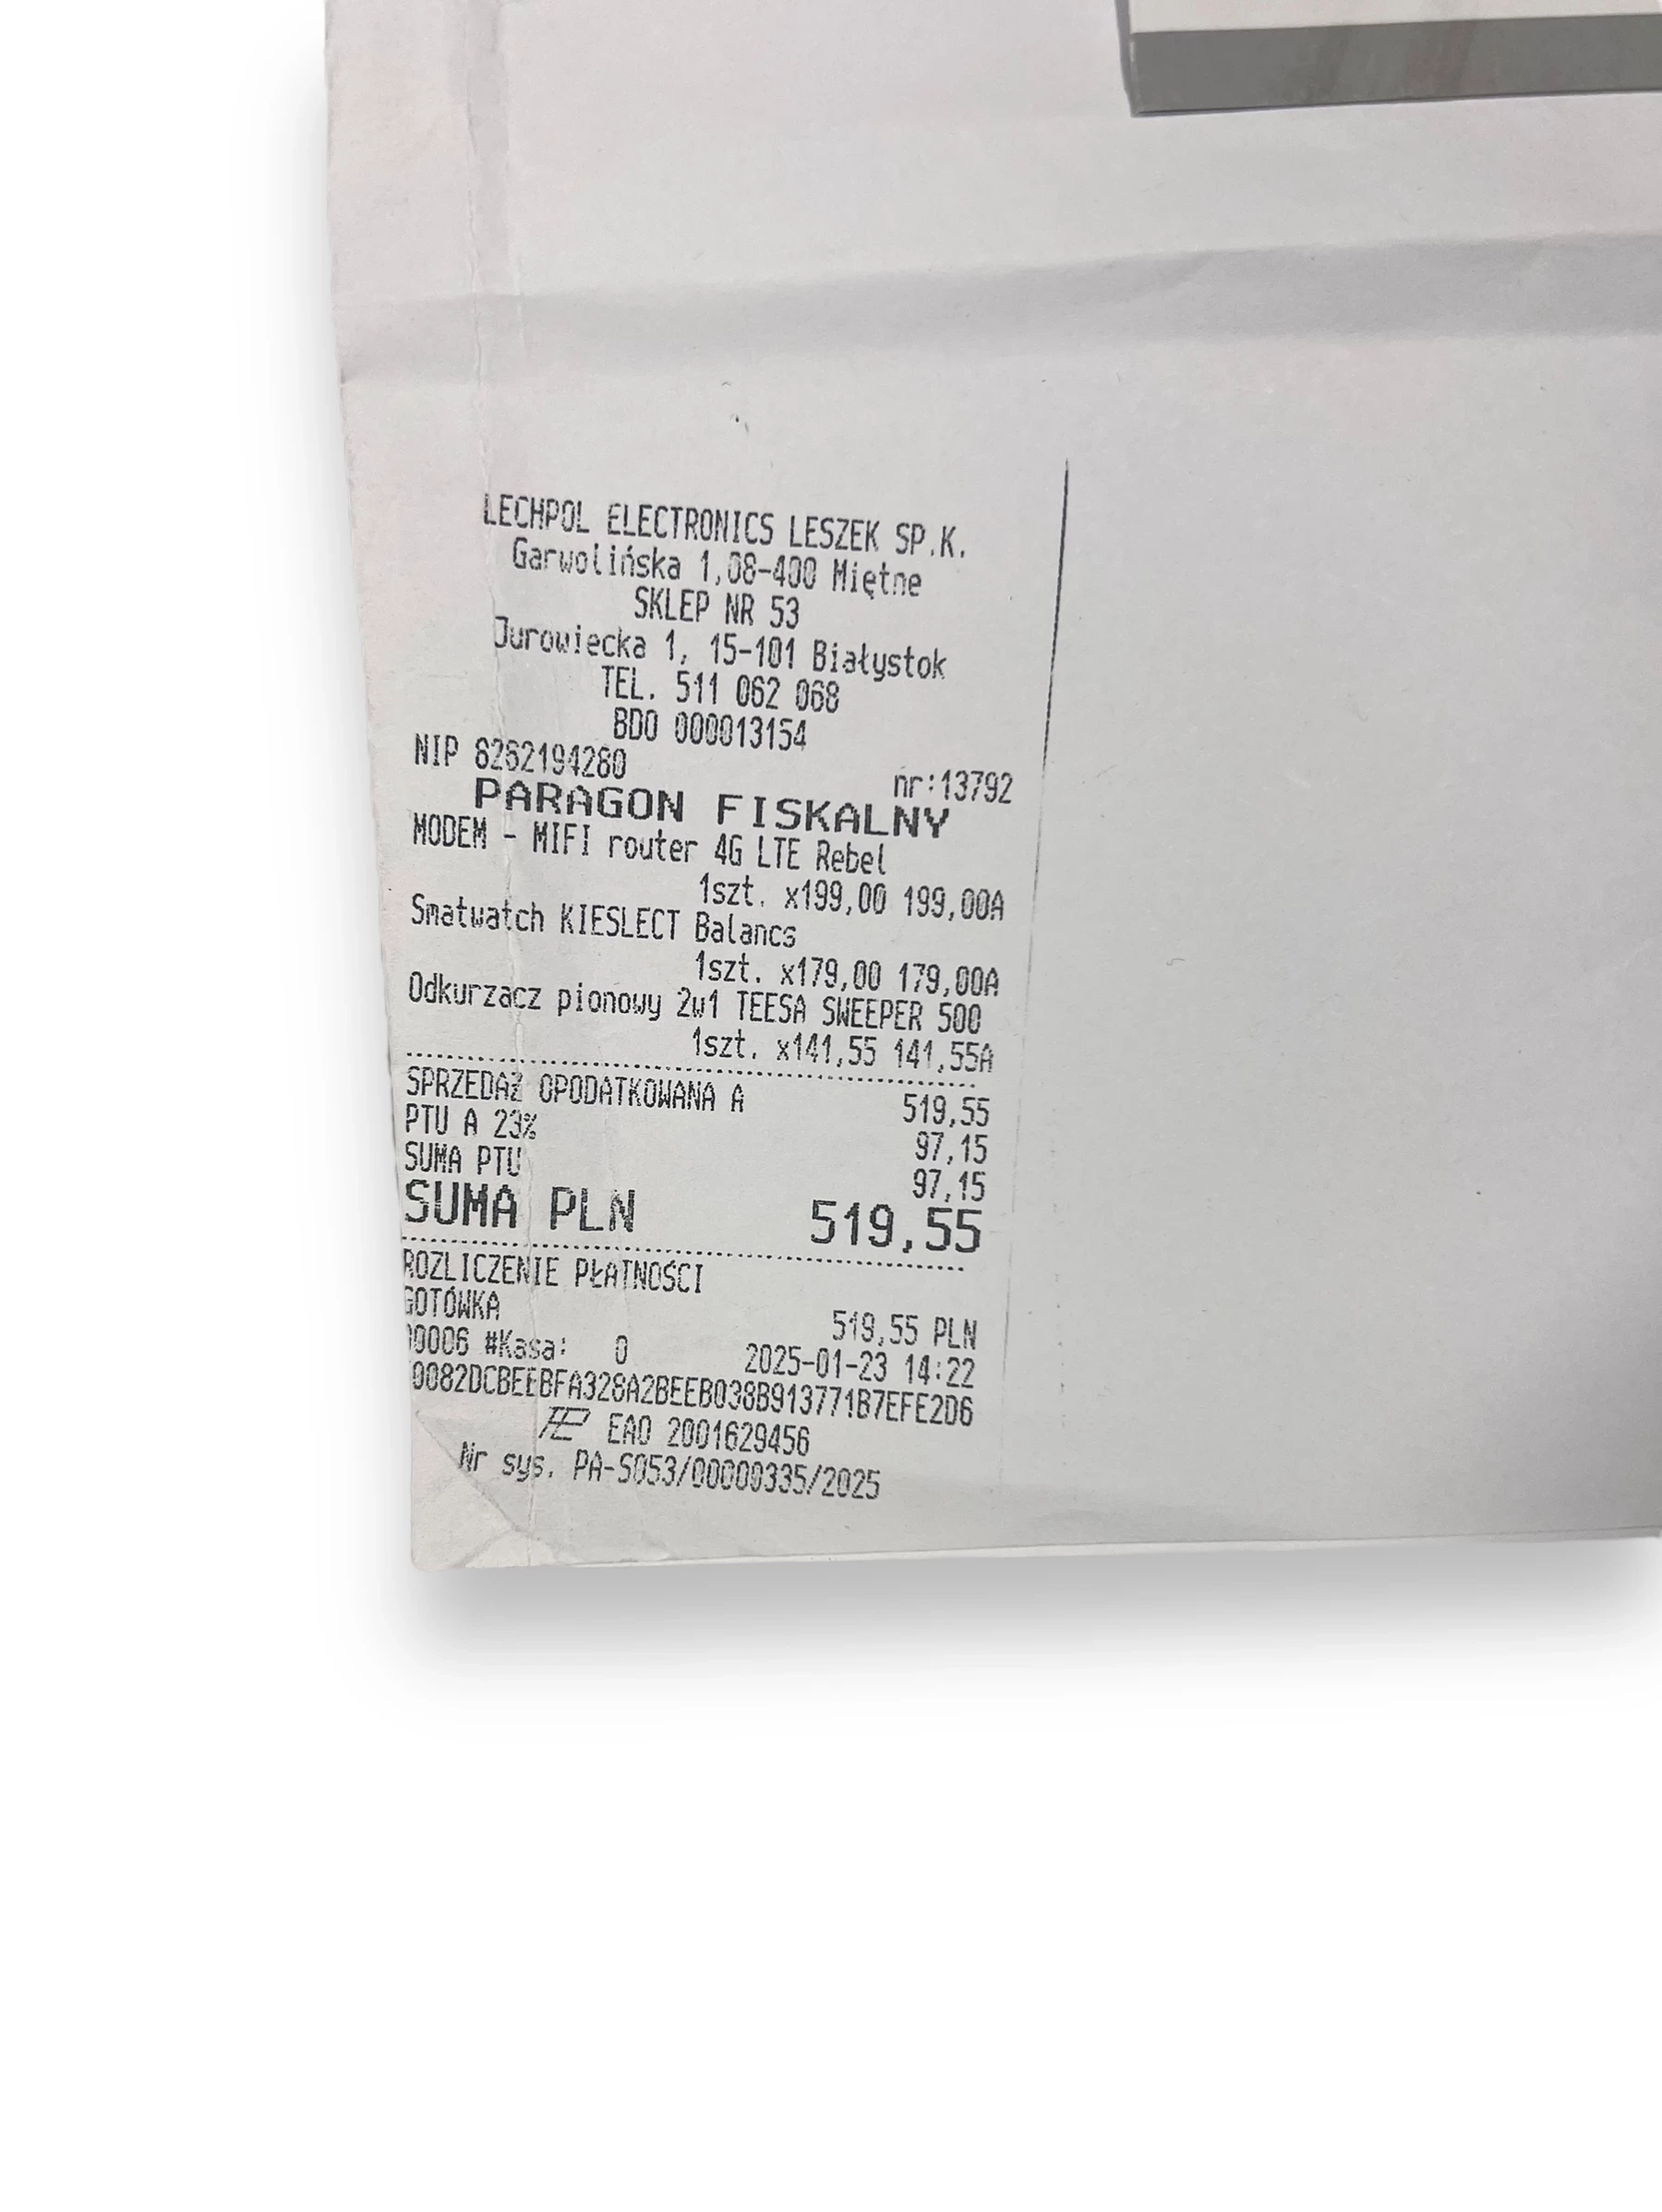 LECHPOL ELECTRONICS LESZEK SP.K.
Garwolińska 1,08-400 Miętne
SKLEP NR 53
Jurowiecka 1, 15-101 Białystok
TEL. 511 062 068
BDO 000013154
NIP 8262194280 nr:13792
PARAGON FISKALNY
MODEM - MIFI router 4G LTE Rebel
1szt. x199,00 199,00A
Smatwatch KIESLECT Balancs
1szt. x179,00 179,00A
Odkurzacz pionowy 2w1 TEESA SWEEPER 500
1szt. x141,55 141,55A
SPRZEDAŻ OPODATKOWANA A 519,55
PTU A 23% 97,15
SUMA PTU 97,15
SUMA PLN 519,55
ROZLICZENIE PŁATNOŚCI
GOTÓWKA 519,55 PLN
00006 #Kasa: 0 2025-01-23 14:22
0082DCBEEBFA328A2BEEB038B913771B7EFE2D6
EAO 2001629456
Nr sys. PA-S053/00000335/2025